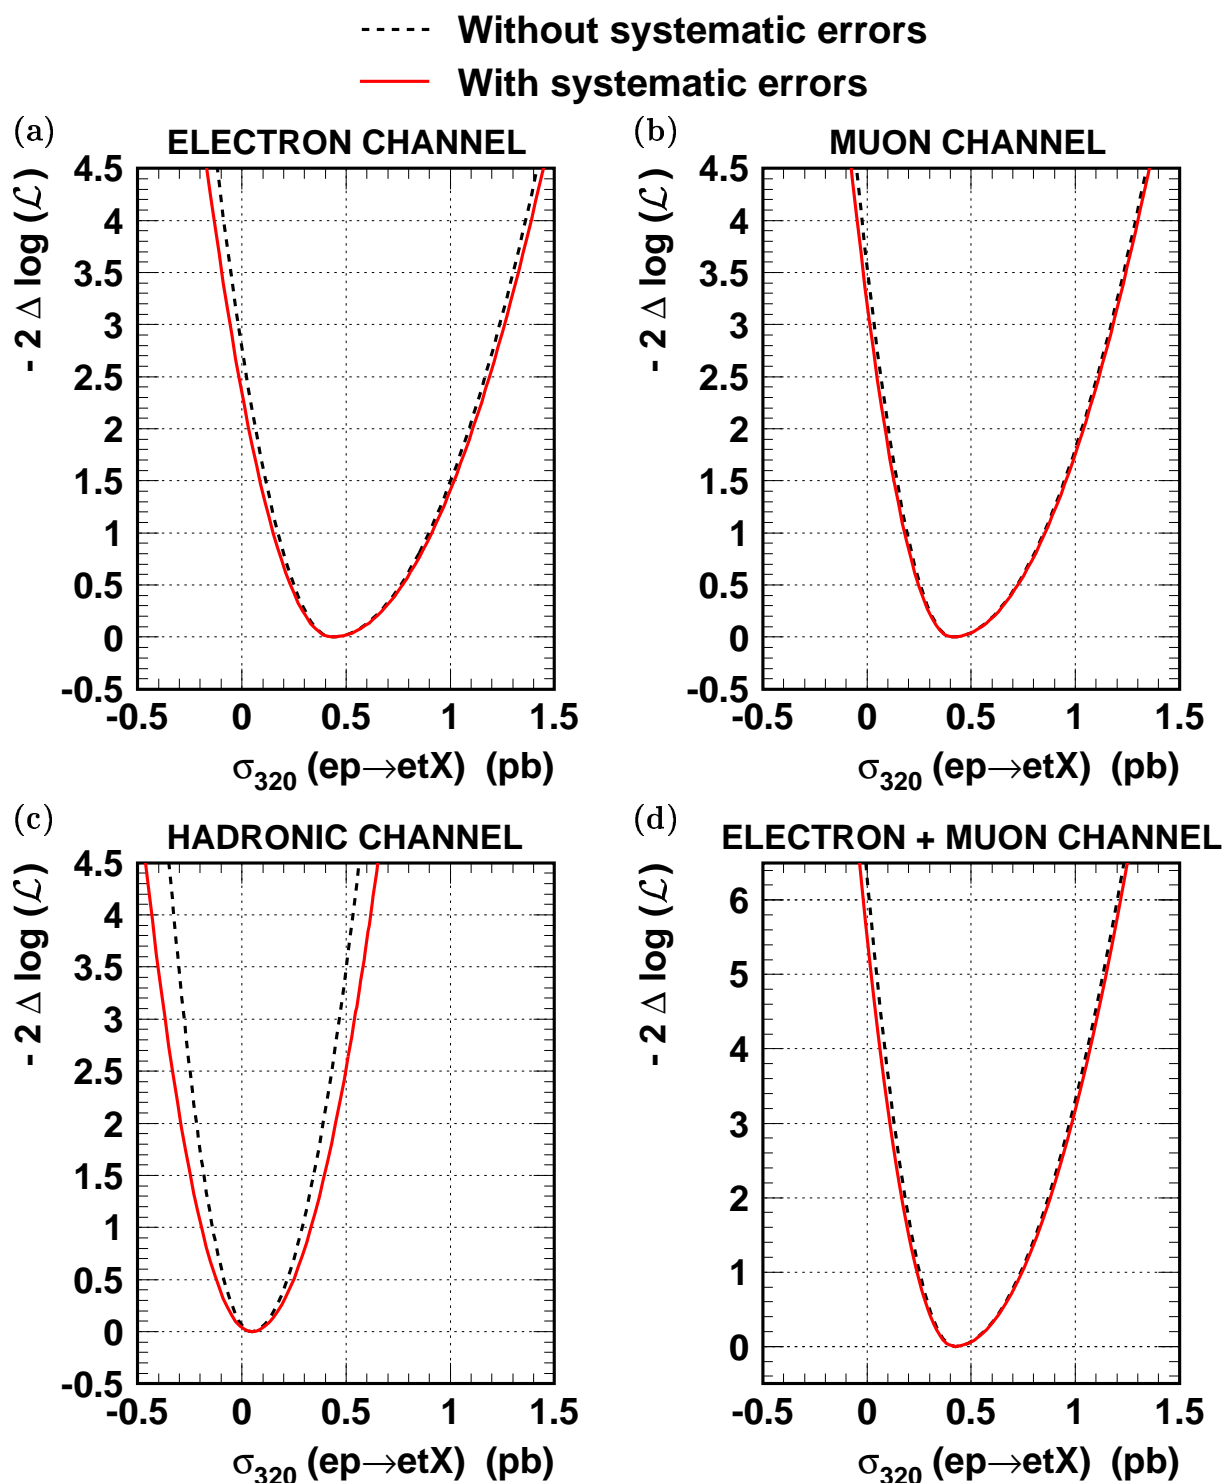 Without systematic errors
With systematic errors
(a)
ELECTRON CHANNEL
- 2 Δ log (ℒ)
4.5
4
3.5
3
2.5
2
1.5
1
0.5
0
-0.5
-0.5 0 0.5 1 1.5
σ320 (ep→etX) (pb)
(b)
MUON CHANNEL
- 2 Δ log (ℒ)
4.5
4
3.5
3
2.5
2
1.5
1
0.5
0
-0.5
-0.5 0 0.5 1 1.5
σ320 (ep→etX) (pb)
(c)
HADRONIC CHANNEL
- 2 Δ log (ℒ)
4.5
4
3.5
3
2.5
2
1.5
1
0.5
0
-0.5
-0.5 0 0.5 1 1.5
σ320 (ep→etX) (pb)
(d)
ELECTRON + MUON CHANNEL
- 2 Δ log (ℒ)
6
5
4
3
2
1
0
-0.5 0 0.5 1 1.5
σ320 (ep→etX) (pb)